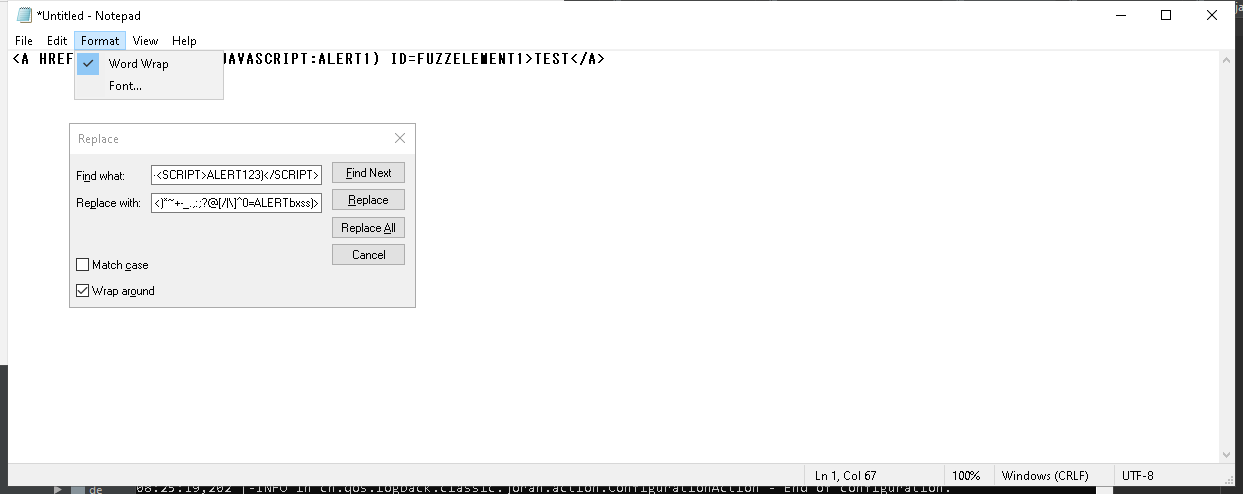 *Untitled - Notepad
File Edit Format View Help
<A HREF JAVASCRIPT:ALERT1) ID=FUZZELEMENT1>TEST</A>
Word Wrap
Font...
Replace
Find what: <SCRIPT>ALERT123)</SCRIPT> Find Next
Replace with: <)*~+-_.,:;?@[/|\]^0=ALERTbxss)> Replace
Replace All
Cancel
Match case
Wrap around
Ln 1, Col 67 100% Windows (CRLF) UTF-8
de 08:25:19,202 |-INFO in ch.qos.logback.classic.joran.action.ConfigurationAction - End of configuration.